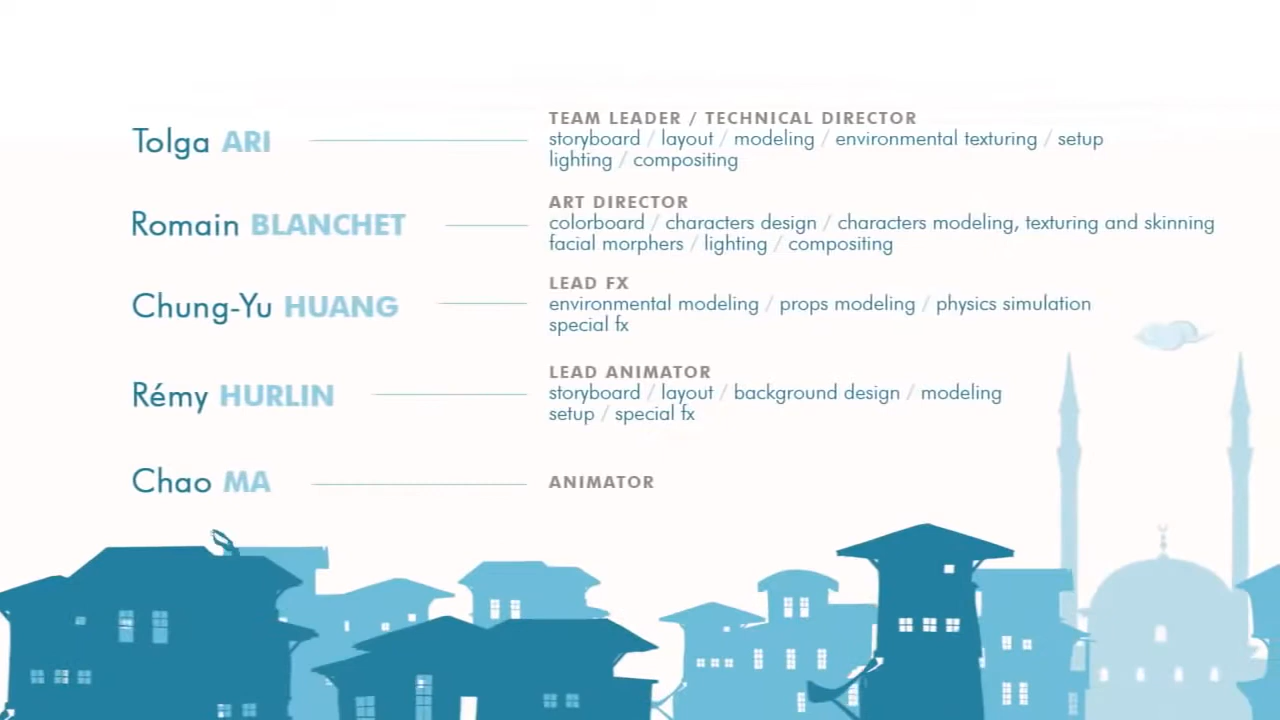 Tolga ARI
TEAM LEADER / TECHNICAL DIRECTOR
storyboard / layout / modeling / environmental texturing / setup
lighting / compositing
Romain BLANCHET
ART DIRECTOR
colorboard / characters design / characters modeling, texturing and skinning
facial morphers / lighting / compositing
Chung-Yu HUANG
LEAD FX
environmental modeling / props modeling / physics simulation
special fx
Rémy HURLIN
LEAD ANIMATOR
storyboard / layout / background design / modeling
setup / special fx
Chao MA
ANIMATOR